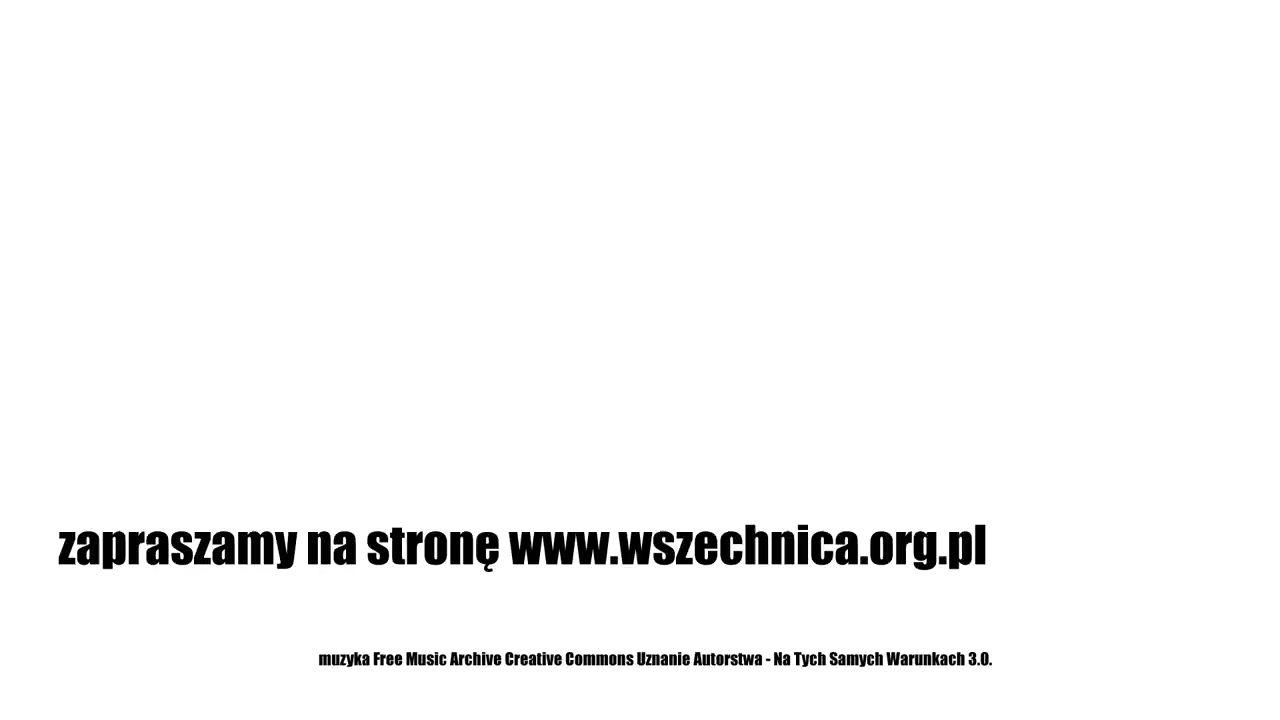 zapraszamy na stronę www.wszechnica.org.pl
muzyka Free Music Archive Creative Commons Uznanie Autorstwa - Na Tych Samych Warunkach 3.0.